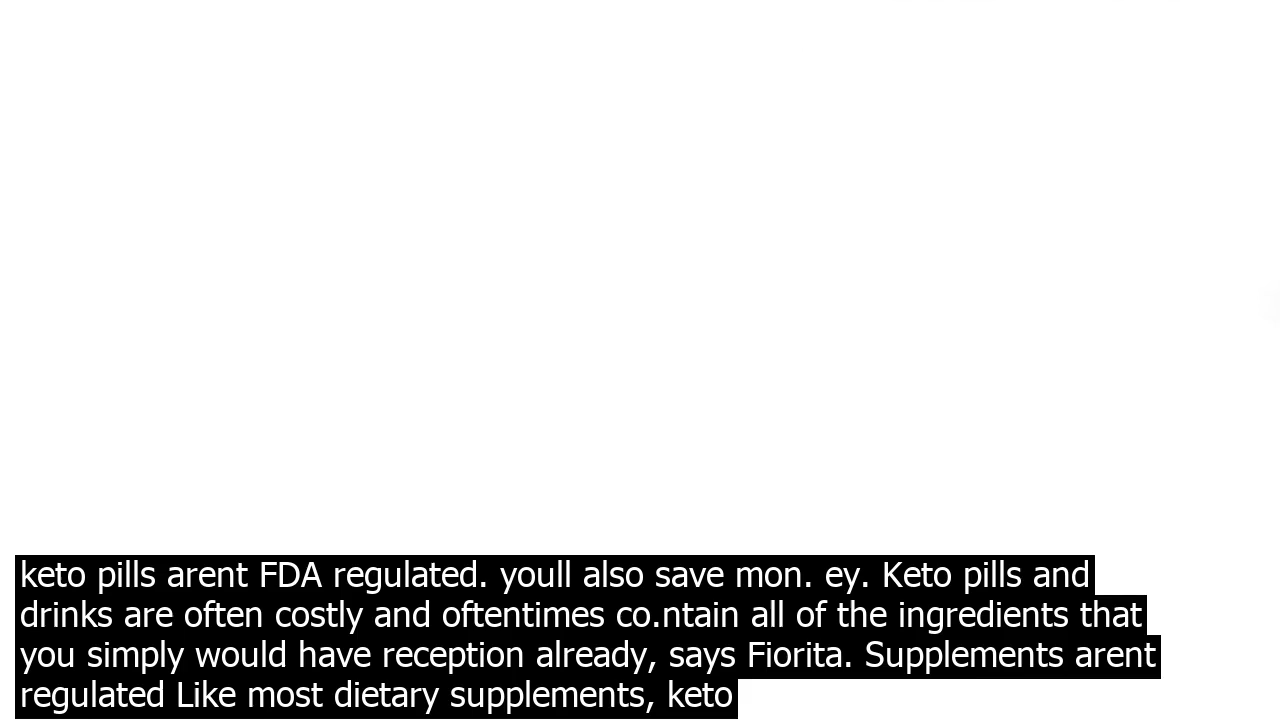 keto pills arent FDA regulated. youll also save mon. ey. Keto pills and
drinks are often costly and oftentimes co.ntain all of the ingredients that
you simply would have reception already, says Fiorita. Supplements arent
regulated Like most dietary supplements, keto